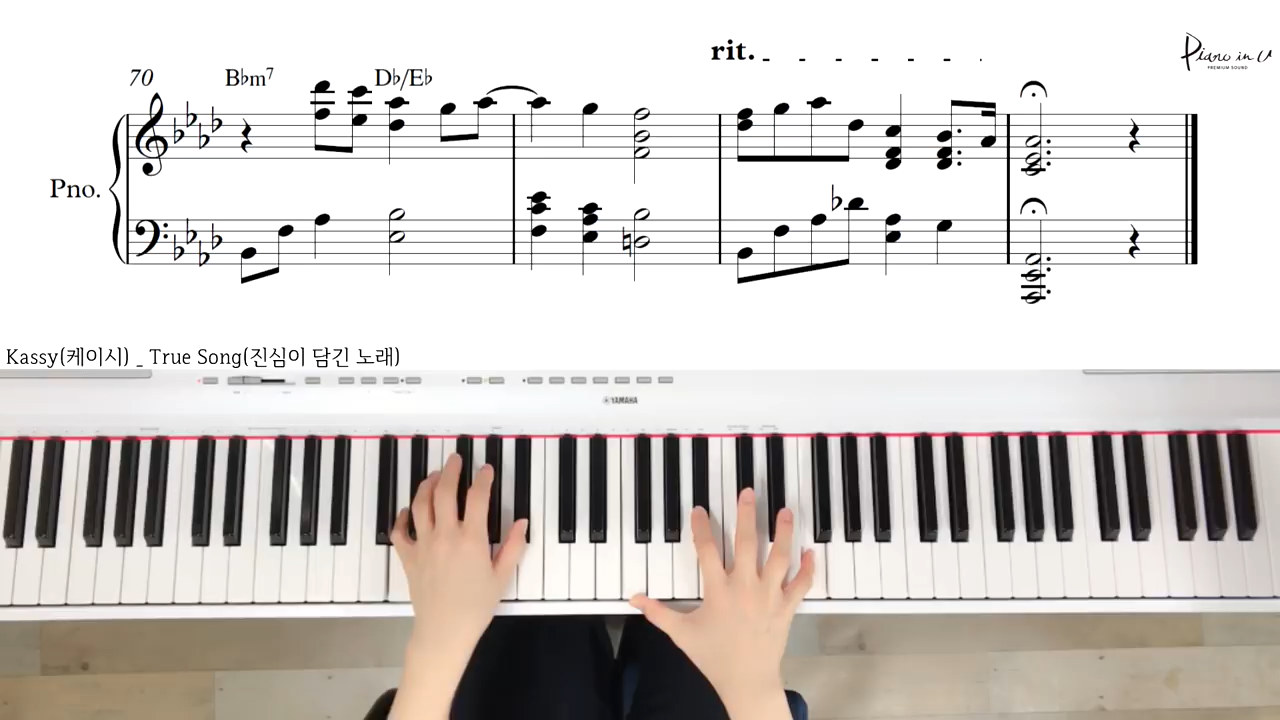 rit.
Piano in U
PREMIUM SOUND
70
B♭m7
D♭/E♭
Pno.
Kassy(케이시) _ True Song(진심이 담긴 노래)
YAMAHA